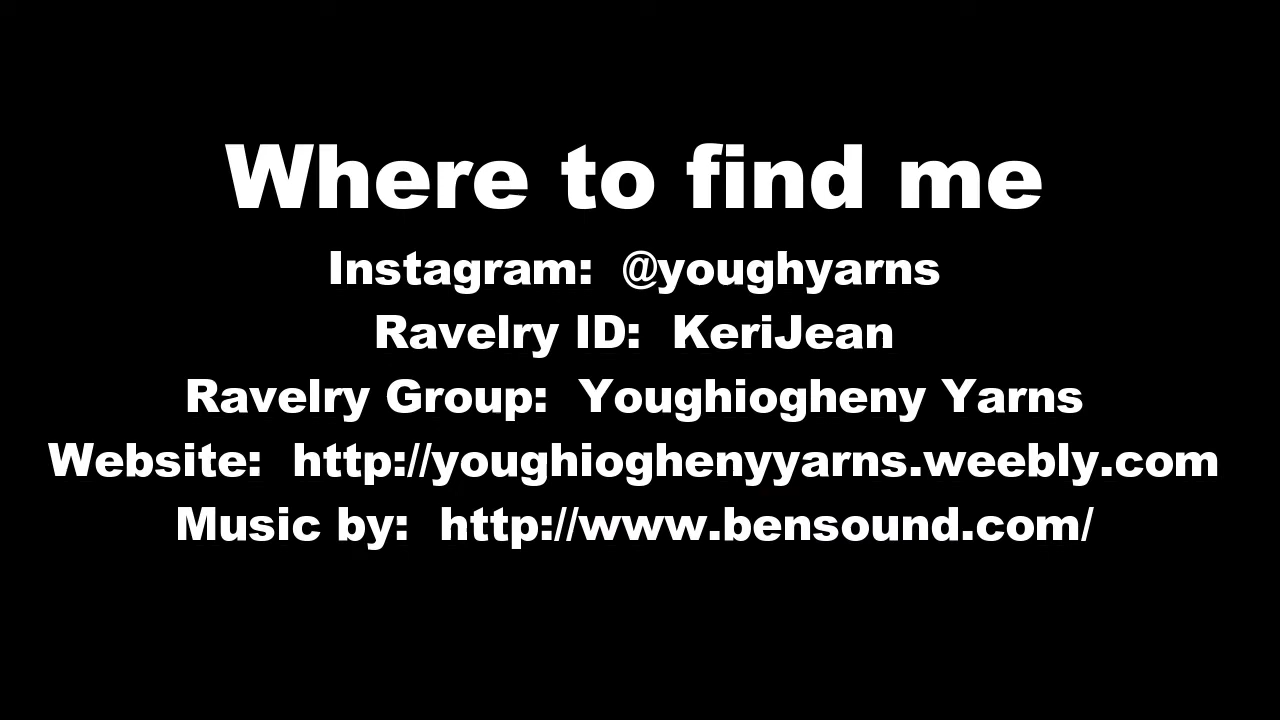 Where to find me
Instagram:  @youghyarns
Ravelry ID:  KeriJean
Ravelry Group:  Youghiogheny Yarns
Website:  http://youghioghenyyarns.weebly.com
Music by:  http://www.bensound.com/